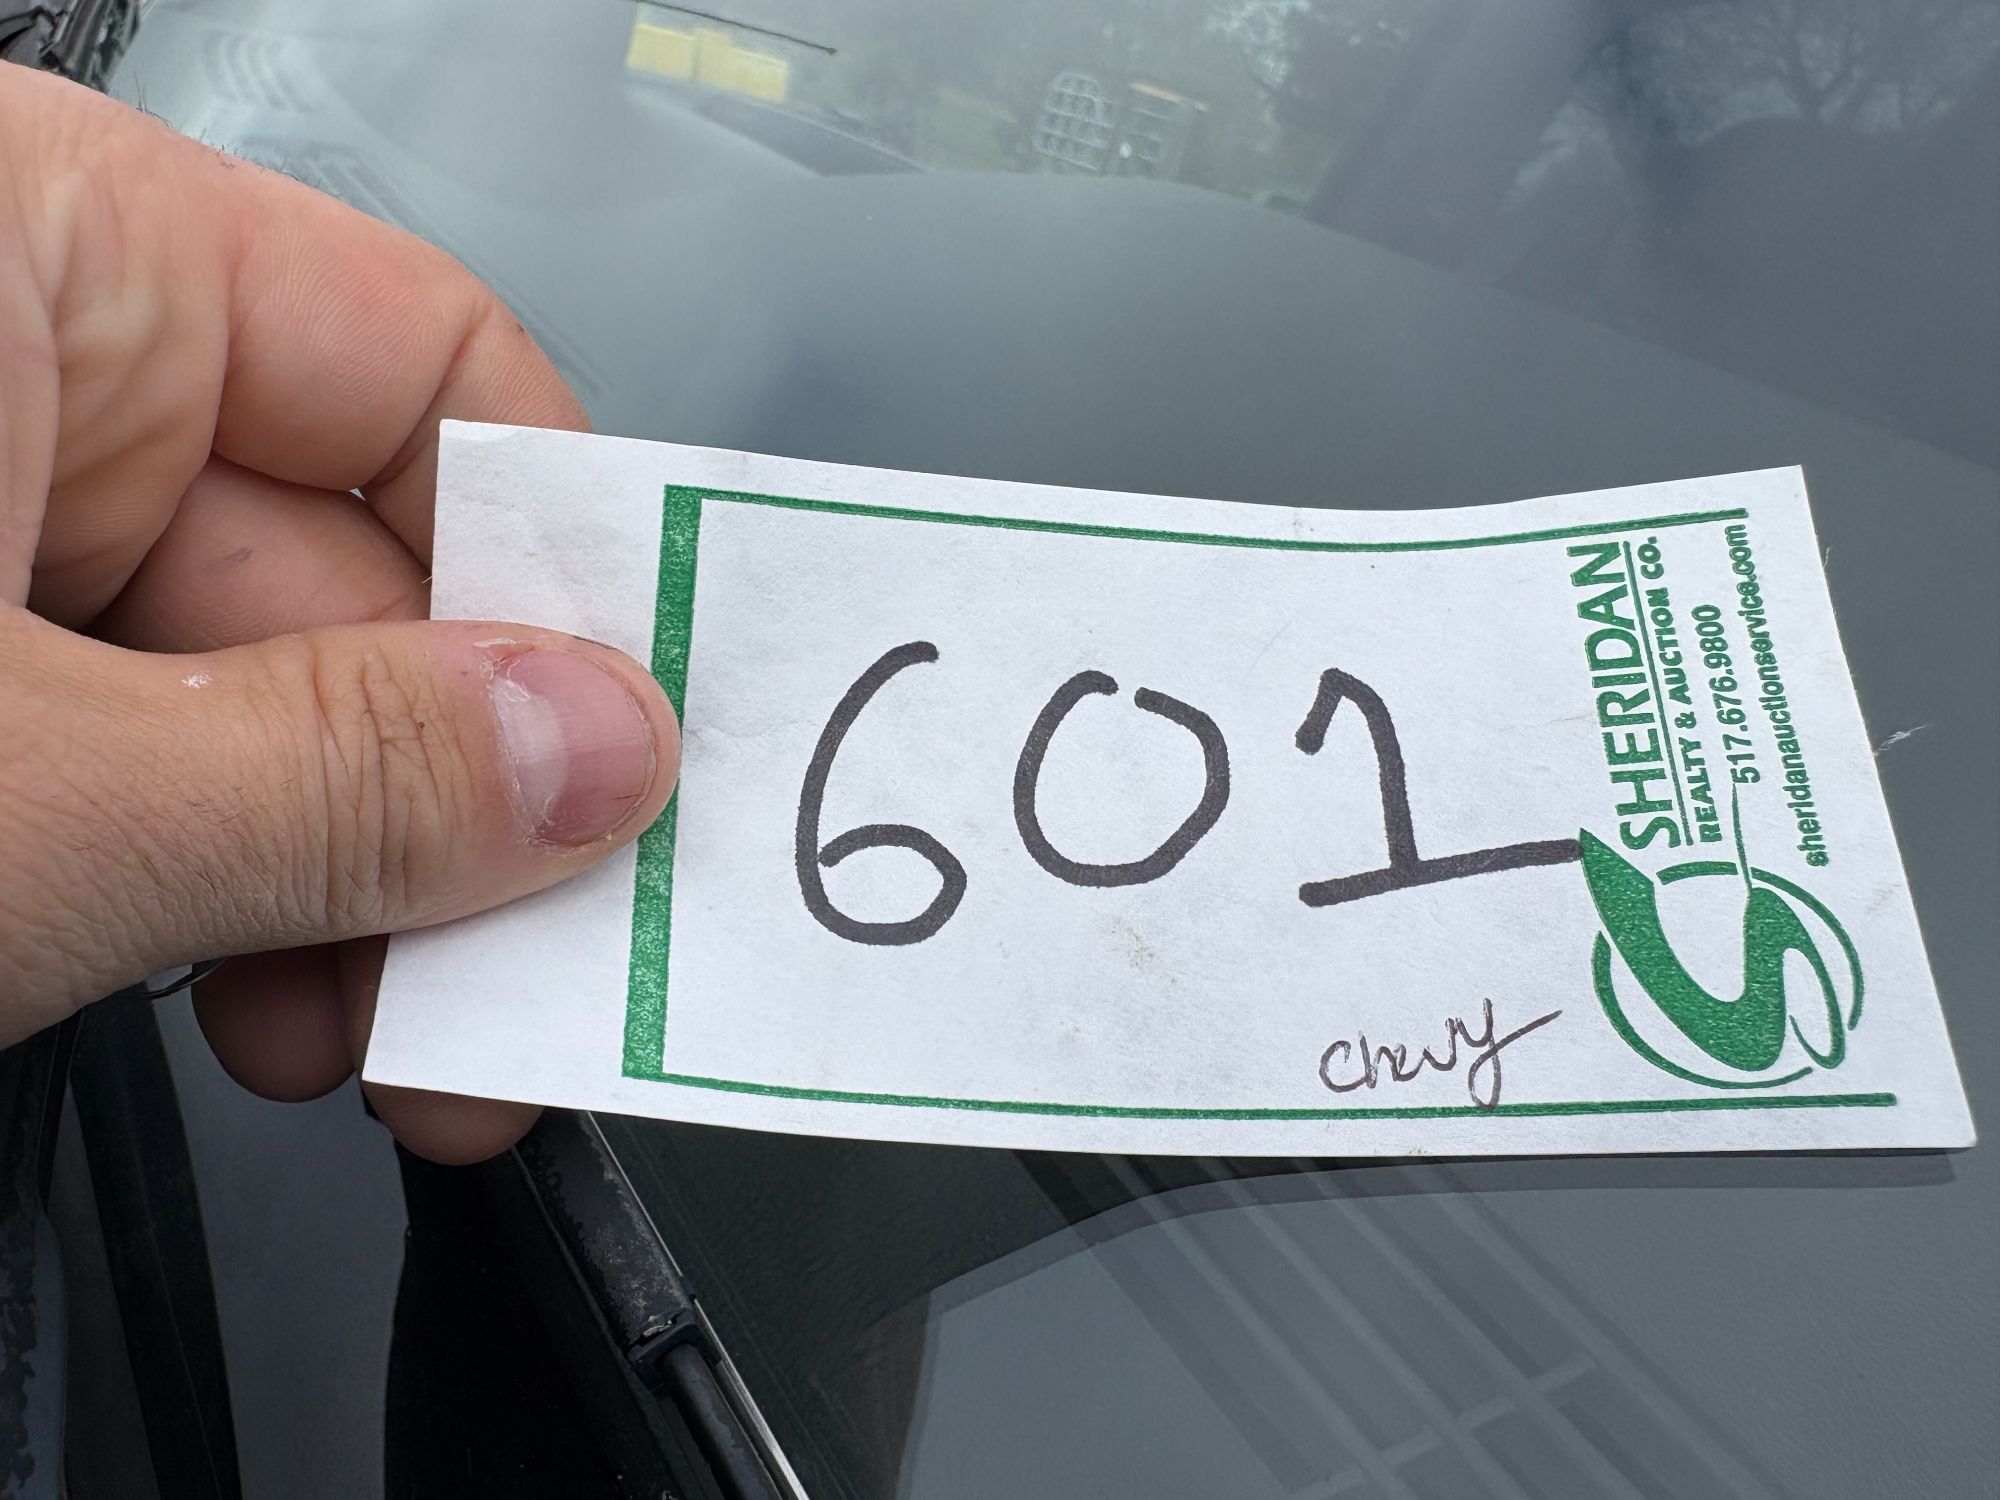 601
Chevy
SHERIDAN
REALTY & AUCTION CO.
517.676.9800
sheridanauctionservice.com